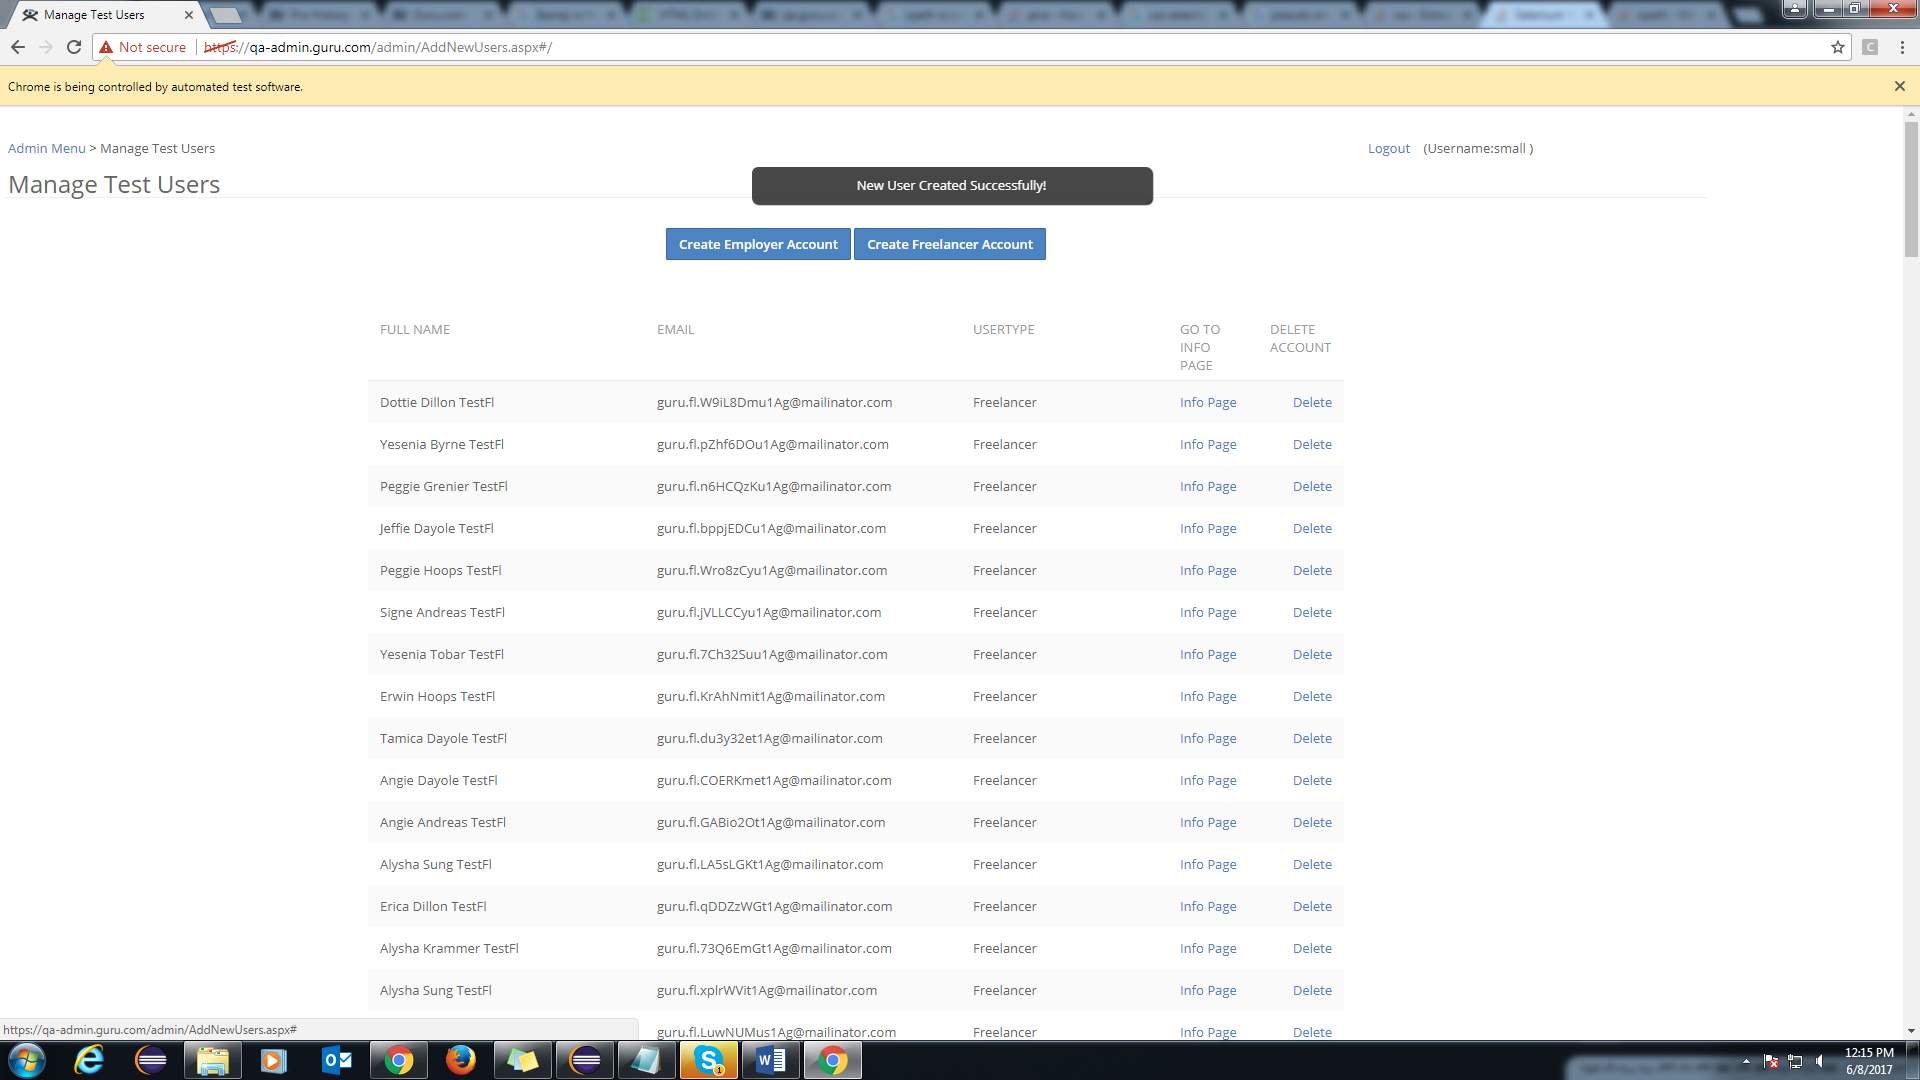 Manage Test Users
Not secure https://qa-admin.guru.com/admin/AddNewUsers.aspx#/
Chrome is being controlled by automated test software.
Admin Menu > Manage Test Users
Logout (Username:small )
Manage Test Users
New User Created Successfully!
Create Employer Account Create Freelancer Account
FULL NAME EMAIL USERTYPE GO TO INFO PAGE DELETE ACCOUNT
Dottie Dillon TestFl guru.fl.W9iL8Dmu1Ag@mailinator.com Freelancer Info Page Delete
Yesenia Byrne TestFl guru.fl.pZhf6DOu1Ag@mailinator.com Freelancer Info Page Delete
Peggie Grenier TestFl guru.fl.n6HCQzKu1Ag@mailinator.com Freelancer Info Page Delete
Jeffie Dayole TestFl guru.fl.bppjEDCu1Ag@mailinator.com Freelancer Info Page Delete
Peggie Hoops TestFl guru.fl.Wro8zCyu1Ag@mailinator.com Freelancer Info Page Delete
Signe Andreas TestFl guru.fl.jVLLCCyu1Ag@mailinator.com Freelancer Info Page Delete
Yesenia Tobar TestFl guru.fl.7Ch32Suu1Ag@mailinator.com Freelancer Info Page Delete
Erwin Hoops TestFl guru.fl.KrAhNmit1Ag@mailinator.com Freelancer Info Page Delete
Tamica Dayole TestFl guru.fl.du3y32et1Ag@mailinator.com Freelancer Info Page Delete
Angie Dayole TestFl guru.fl.COERKmet1Ag@mailinator.com Freelancer Info Page Delete
Angie Andreas TestFl guru.fl.GABio2Ot1Ag@mailinator.com Freelancer Info Page Delete
Alysha Sung TestFl guru.fl.LA5sLGKt1Ag@mailinator.com Freelancer Info Page Delete
Erica Dillon TestFl guru.fl.qDDZzWGt1Ag@mailinator.com Freelancer Info Page Delete
Alysha Krammer TestFl guru.fl.73Q6EmGt1Ag@mailinator.com Freelancer Info Page Delete
Alysha Sung TestFl guru.fl.xplrWVit1Ag@mailinator.com Freelancer Info Page Delete
guru.fl.LuwNUMus1Ag@mailinator.com Freelancer Info Page Delete
https://qa-admin.guru.com/admin/AddNewUsers.aspx#
12:15 PM
6/8/2017